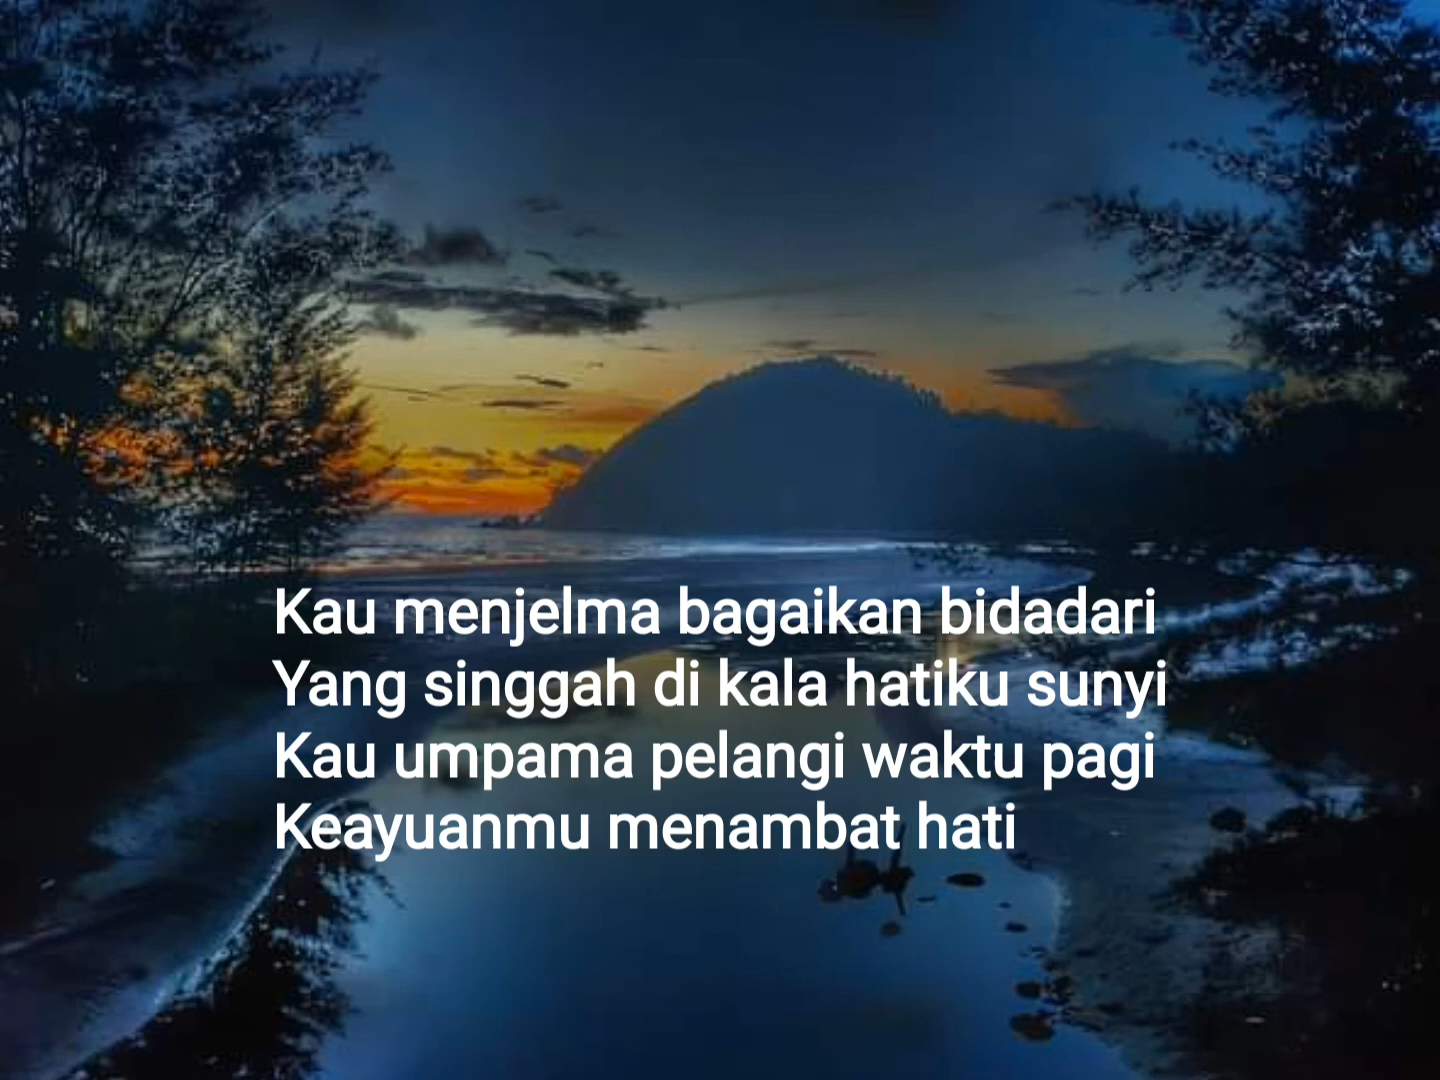 Kau menjelma bagaikan bidadari
Yang singgah di kala hatiku sunyi
Kau umpama pelangi waktu pagi
Keayuanmu menambat hati